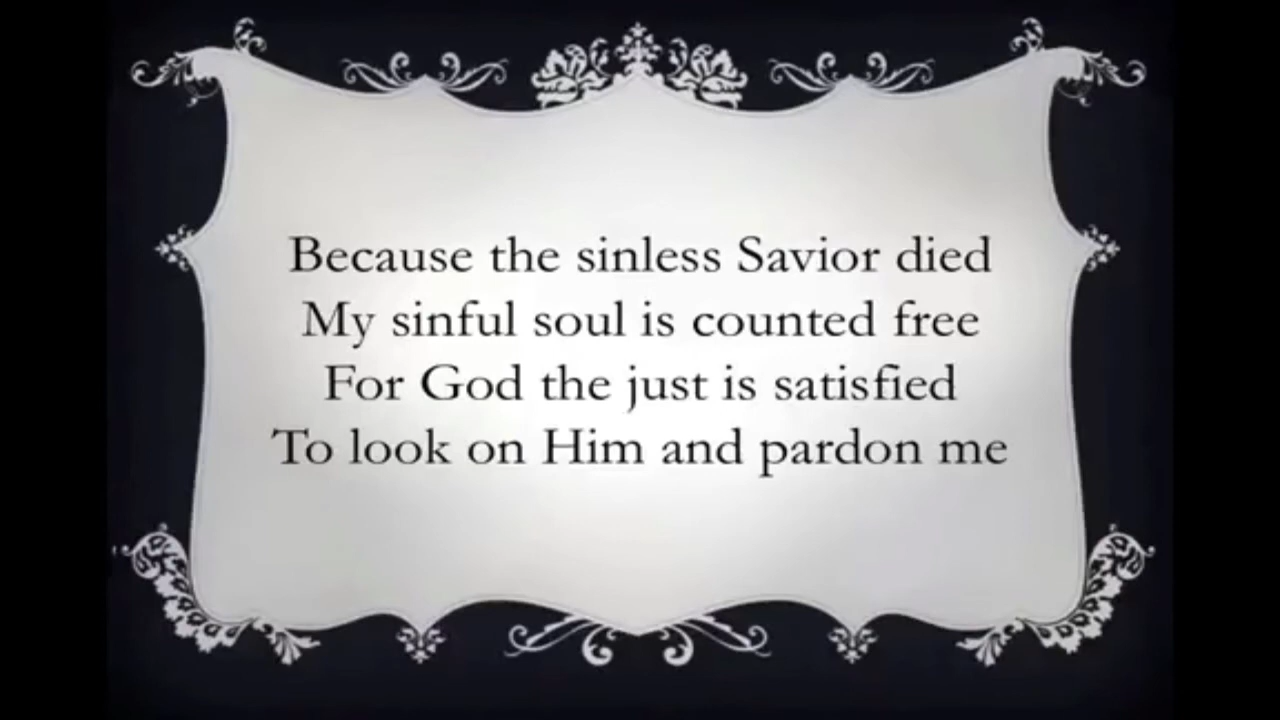 Because the sinless Savior died
My sinful soul is counted free
For God the just is satisfied
To look on Him and pardon me